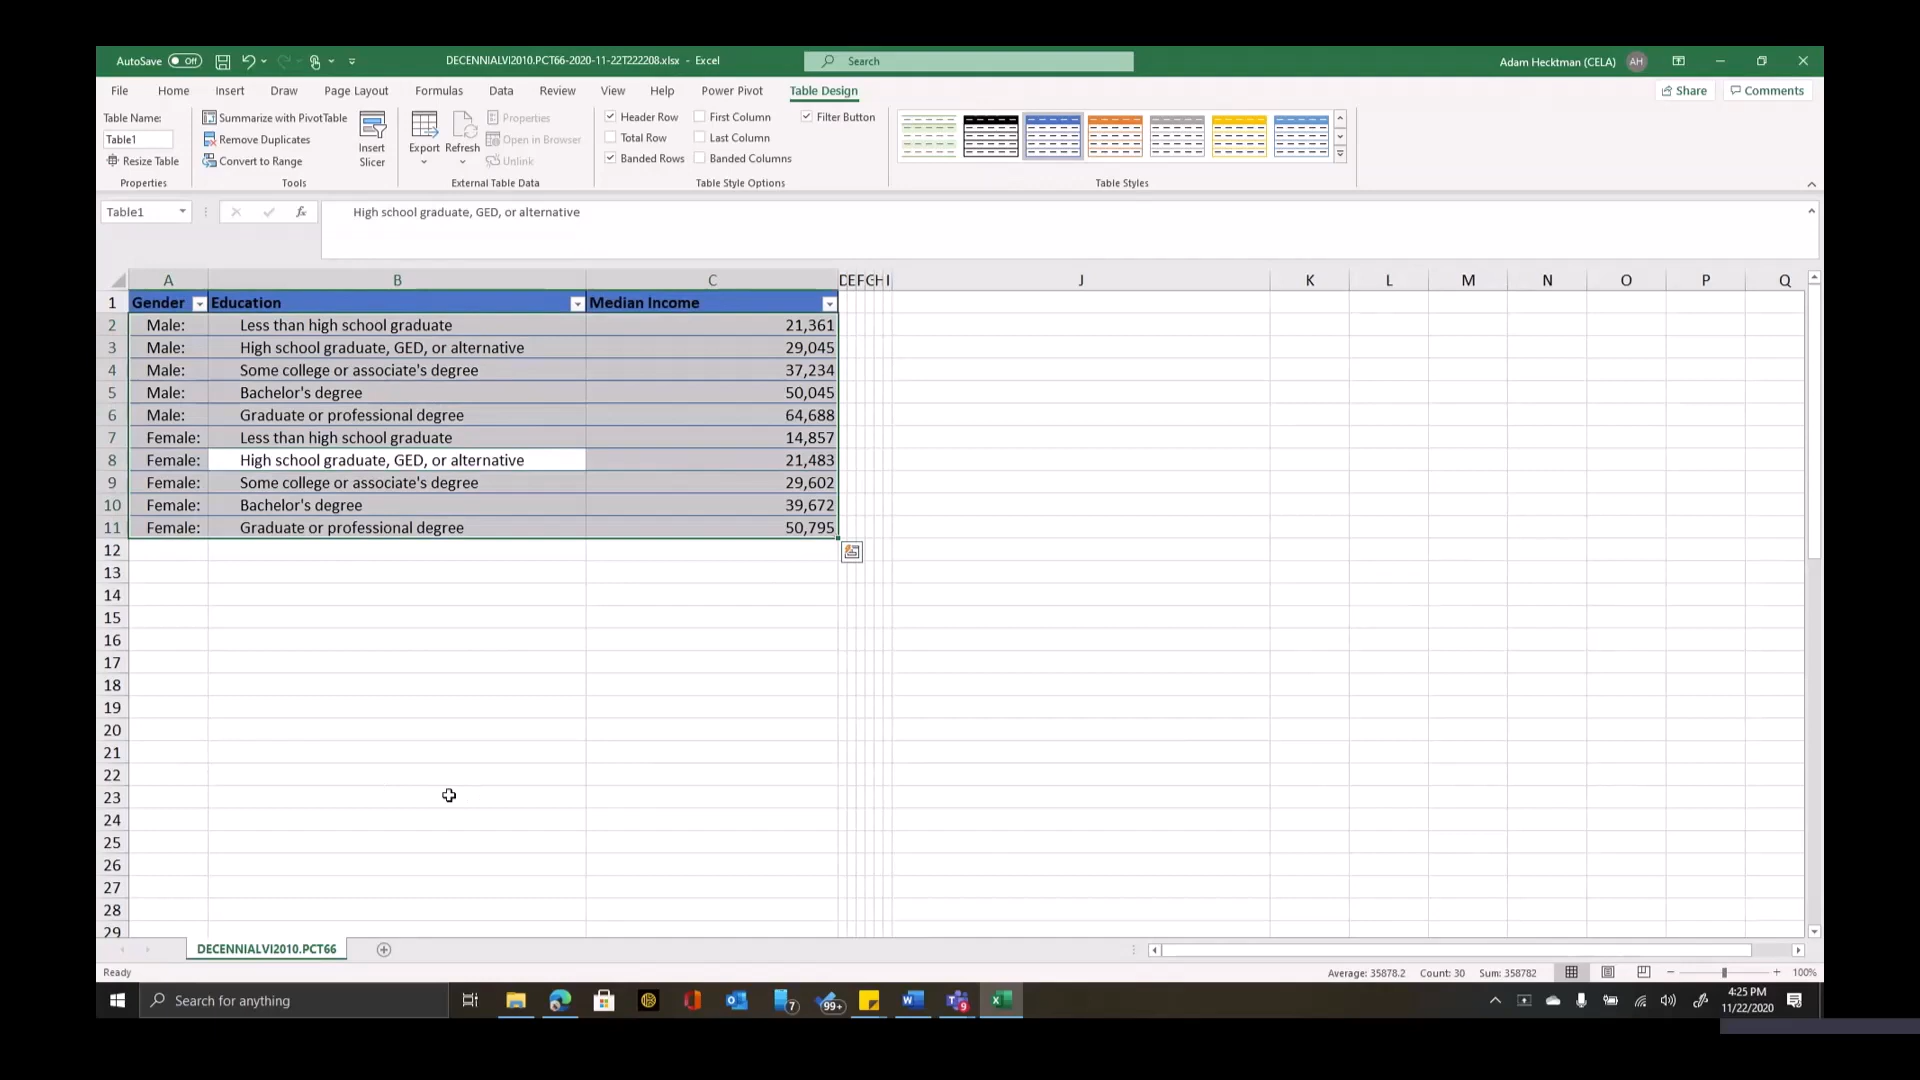 AutoSave Off DECENNIALVI2010.PCT66-2020-11-22T222208.xlsx - Excel Search Adam Hecktman (CELA) AH
File Home Insert Draw Page Layout Formulas Data Review View Help Power Pivot Table Design Share Comments
Table Name: Summarize with PivotTable Properties Header Row First Column Filter Button
Table1 Remove Duplicates Insert Slicer Export Refresh Open in Browser Total Row Last Column
Resize Table Convert to Range Unlink Banded Rows Banded Columns
Properties Tools External Table Data Table Style Options Table Styles
Table1 fx High school graduate, GED, or alternative
A B C D E F G H I J K L M N O P Q
1 Gender Education Median Income
2 Male: Less than high school graduate 21,361
3 Male: High school graduate, GED, or alternative 29,045
4 Male: Some college or associate's degree 37,234
5 Male: Bachelor's degree 50,045
6 Male: Graduate or professional degree 64,688
7 Female: Less than high school graduate 14,857
8 Female: High school graduate, GED, or alternative 21,483
9 Female: Some college or associate's degree 29,602
10 Female: Bachelor's degree 39,672
11 Female: Graduate or professional degree 50,795
12
13
14
15
16
17
18
19
20
21
22
23
24
25
26
27
28
29
DECENNIALVI2010.PCT66
Ready Average: 35878.2 Count: 30 Sum: 358782 100%
Search for anything 7 99+ 9 4:25 PM
11/22/2020